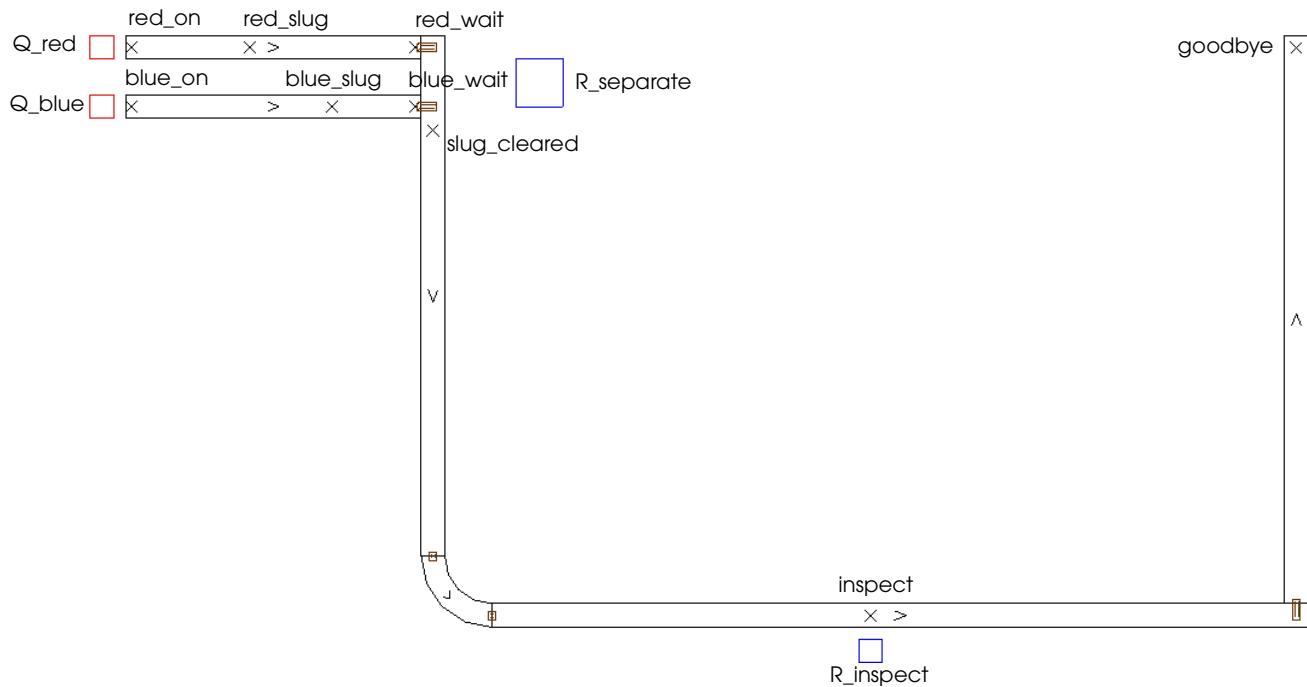 red_on
red_slug
red_wait
Q_red
goodbye
blue_on
blue_slug
blue_wait
R_separate
Q_blue
slug_cleared
inspect
R_inspect